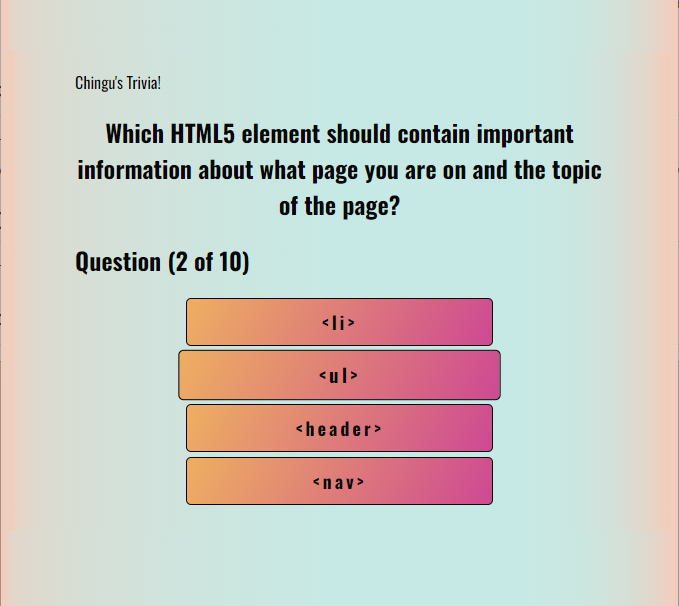 Chingu's Trivia!
Which HTML5 element should contain important
information about what page you are on and the topic
of the page?
Question (2 of 10)
<li>
<ul>
<header>
<nav>